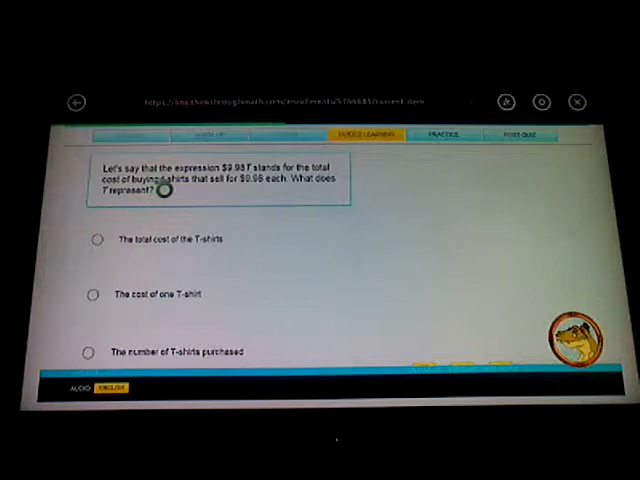 GUIDED LEARNING
PRACTICE
POST-QUIZ
Let's say that the expression $9.98T stands for the total
cost of buying shirts that sell for $9.98 each. What does
T represent?
The total cost of the T-shirts
The cost of one T-shirt
The number of T-shirts purchased
AUDIO ENGLISH